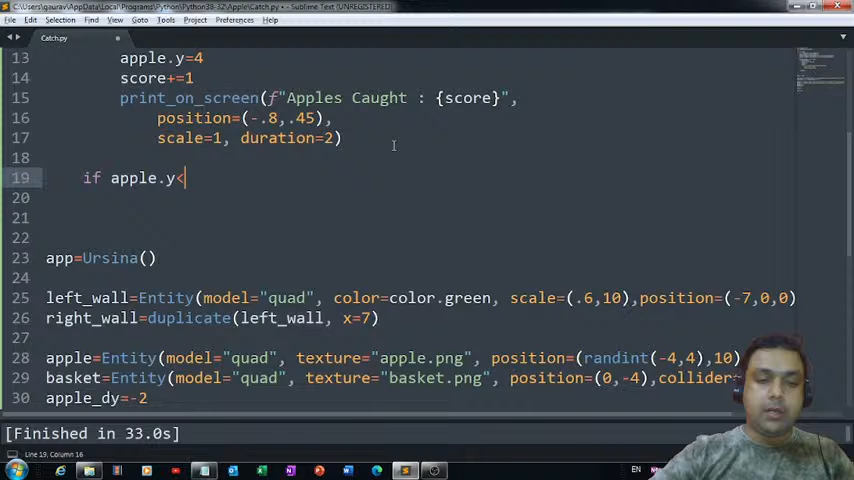 C:\Users\gaurav\AppData\Local\Programs\Python\Python38-32\Apple\Catch.py • - Sublime Text (UNREGISTERED)
File Edit Selection Find View Goto Tools Project Preferences Help
Catch.py
13 apple.y=4
14 score+=1
15 print_on_screen(f"Apples Caught : {score}",
16 position=(-.8,.45),
17 scale=1, duration=2)
18
19 if apple.y<
20
21
22
23 app=Ursina()
24
25 left_wall=Entity(model="quad", color=color.green, scale=(.6,10),position=(-7,0,0)
26 right_wall=duplicate(left_wall, x=7)
27
28 apple=Entity(model="quad", texture="apple.png", position=(randint(-4,4),10)
29 basket=Entity(model="quad", texture="basket.png", position=(0,-4),collider=
30 apple_dy=-2
[Finished in 33.0s]
Line 19, Column 16
EN